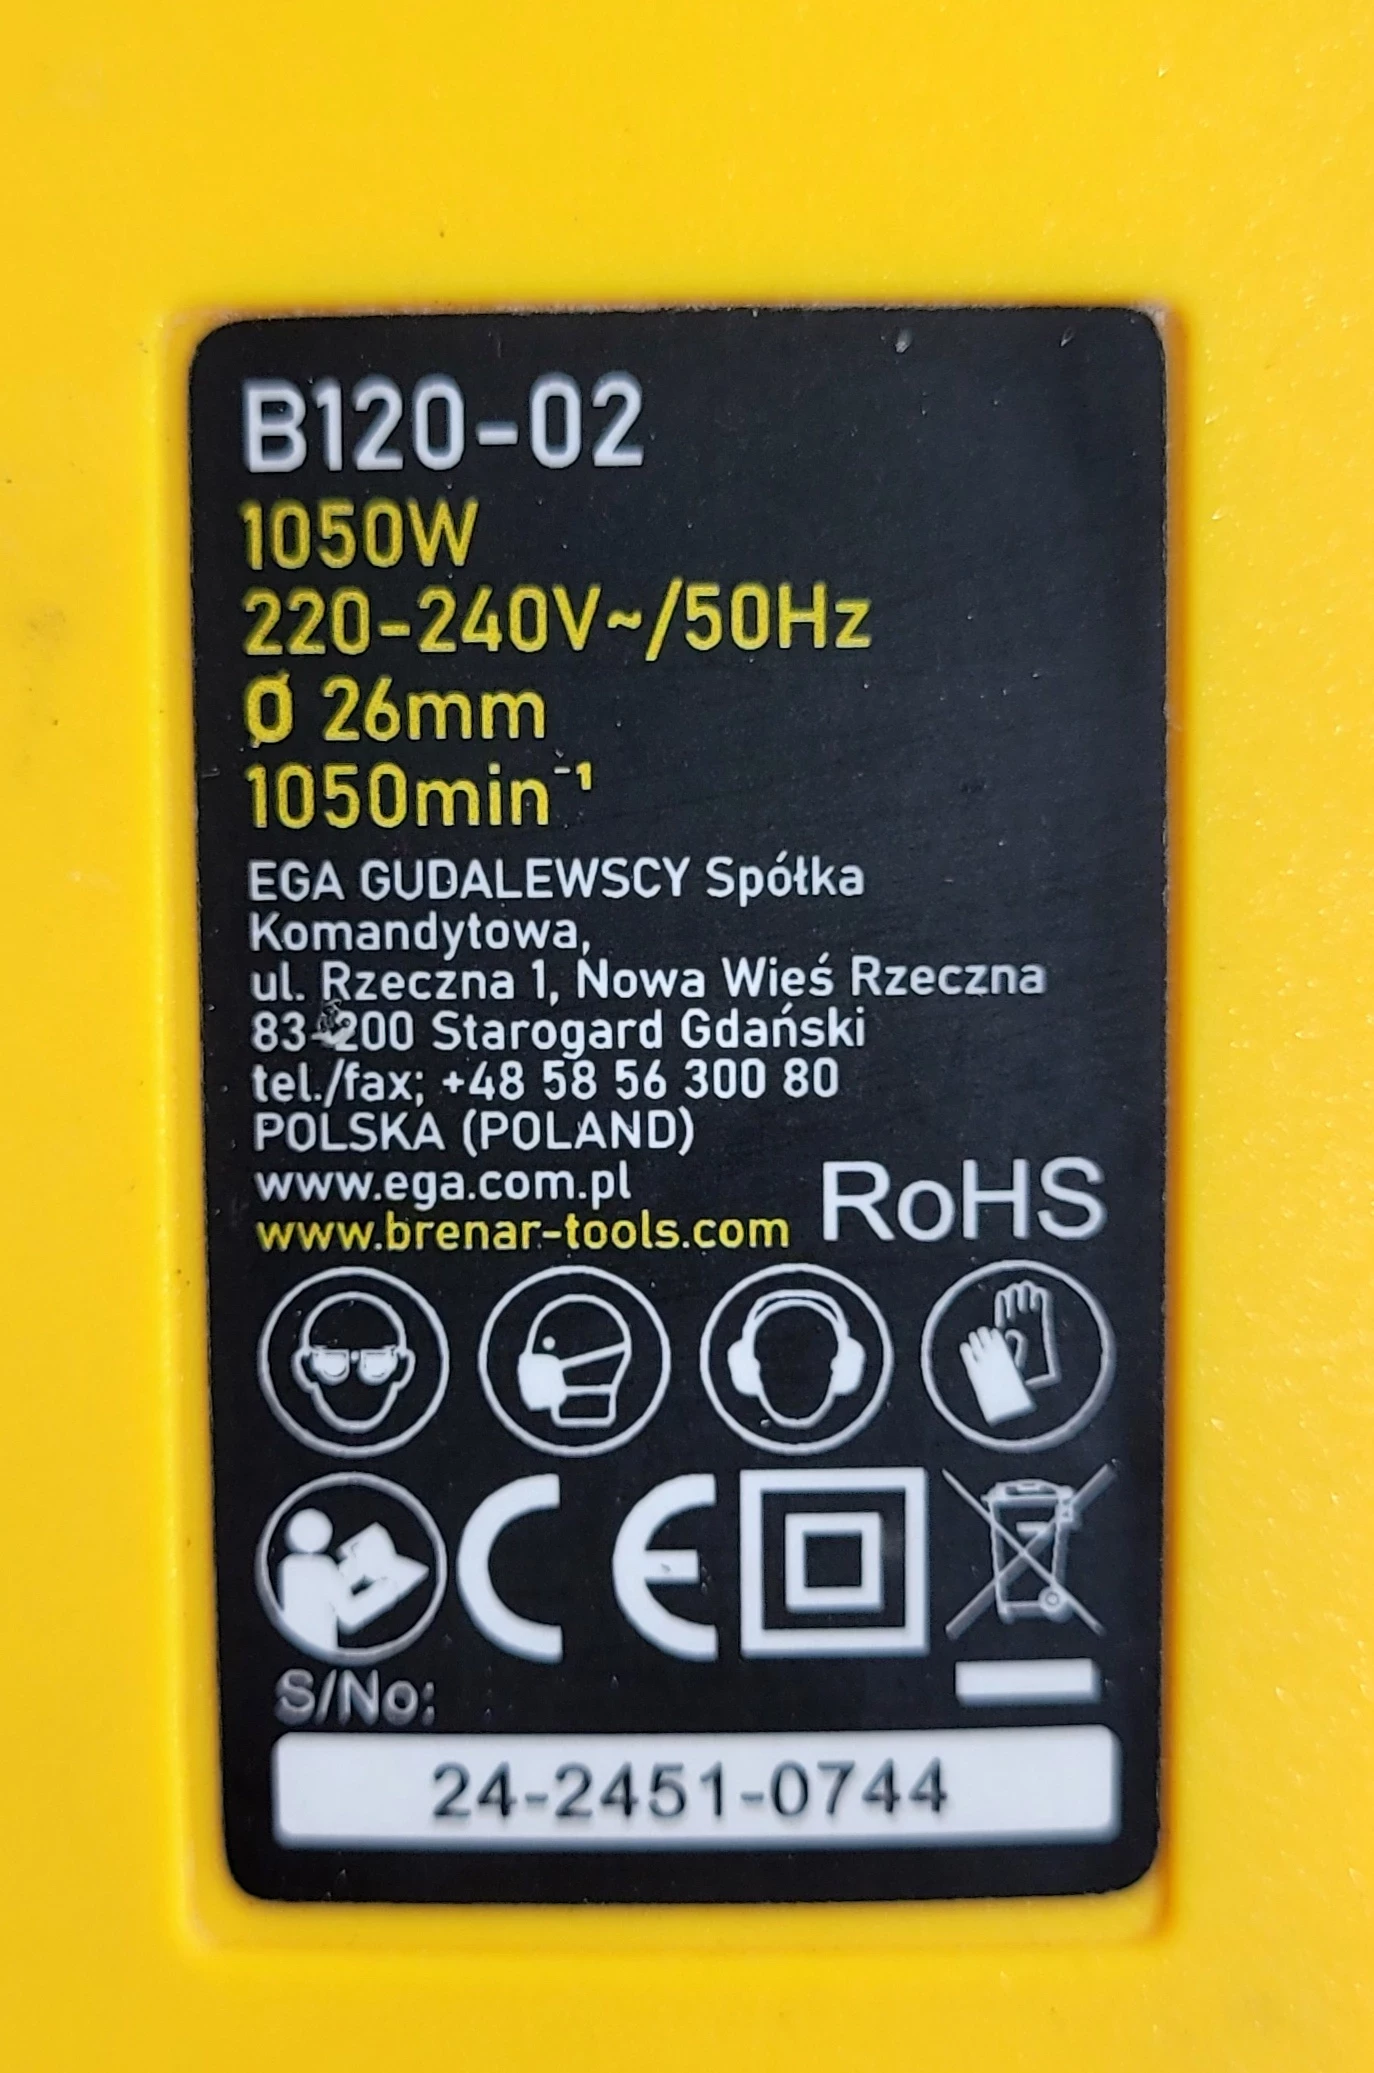 B120-02
1050W
220-240V~/50Hz
Ø 26mm
1050min⁻¹
EGA GUDALEWSCY Spółka
Komandytowa,
ul. Rzeczna 1, Nowa Wieś Rzeczna
83-200 Starogard Gdański
tel./fax; +48 58 56 300 80
POLSKA (POLAND)
www.ega.com.pl
www.brenar-tools.com
RoHS
CE
S/No:
24-2451-0744